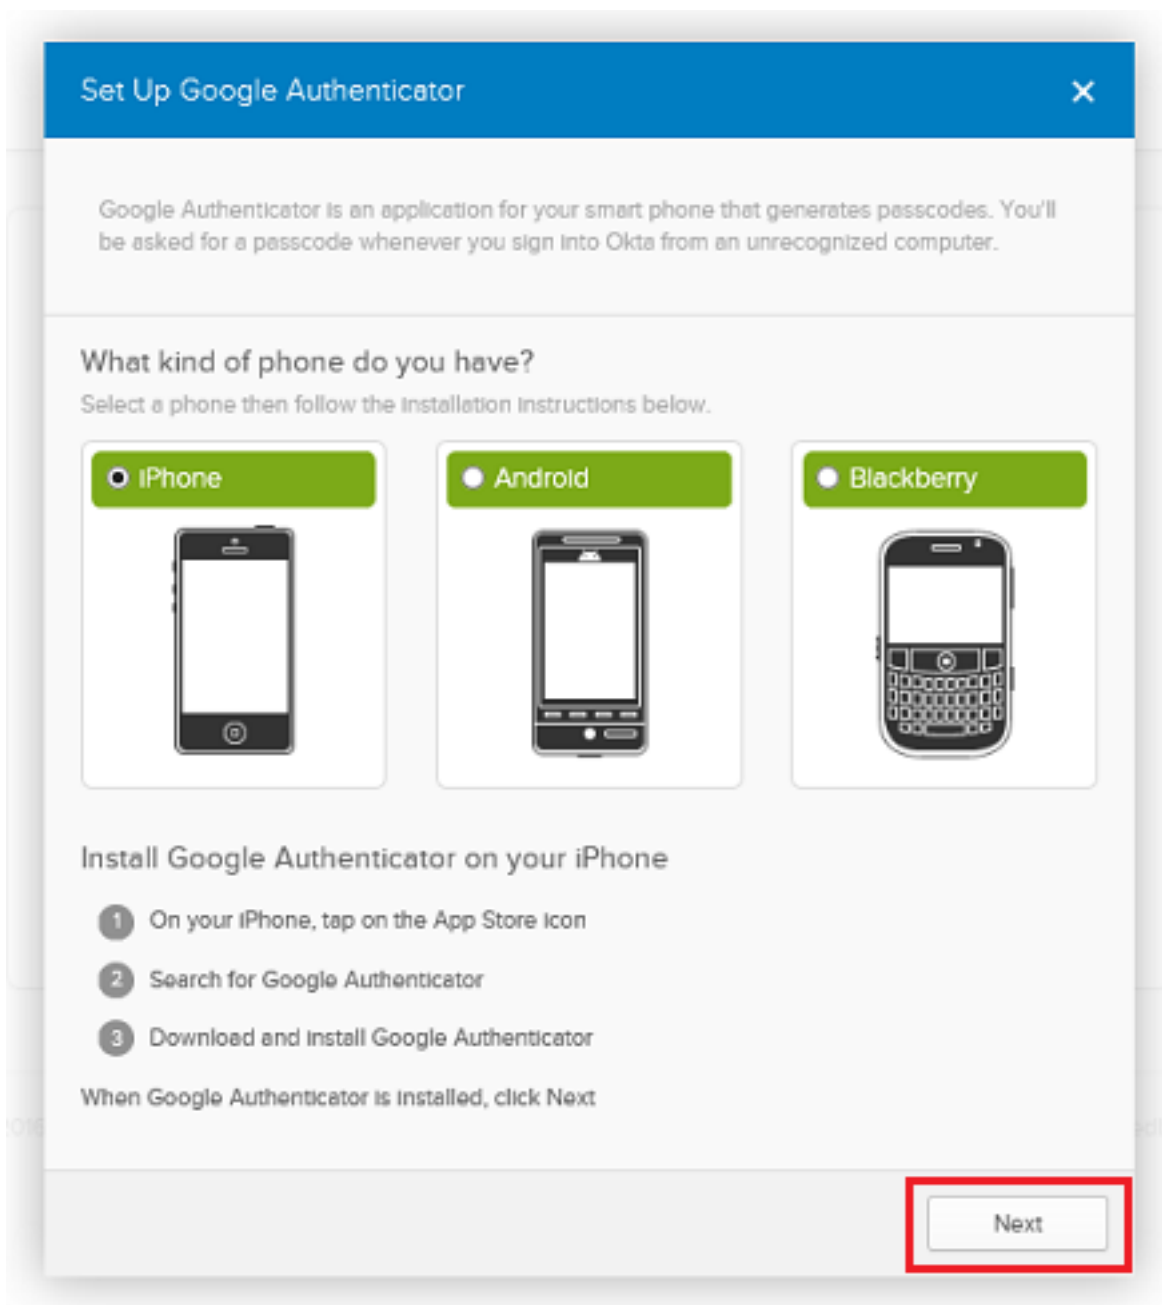 Set Up Google Authenticator
Google Authenticator is an application for your smart phone that generates passcodes. You'll
be asked for a passcode whenever you sign into Okta from an unrecognized computer.
What kind of phone do you have?
Select a phone then follow the installation instructions below.
iPhone
Android
Blackberry
Install Google Authenticator on your iPhone
1 On your iPhone, tap on the App Store icon
2 Search for Google Authenticator
3 Download and install Google Authenticator
When Google Authenticator is installed, click Next
Next